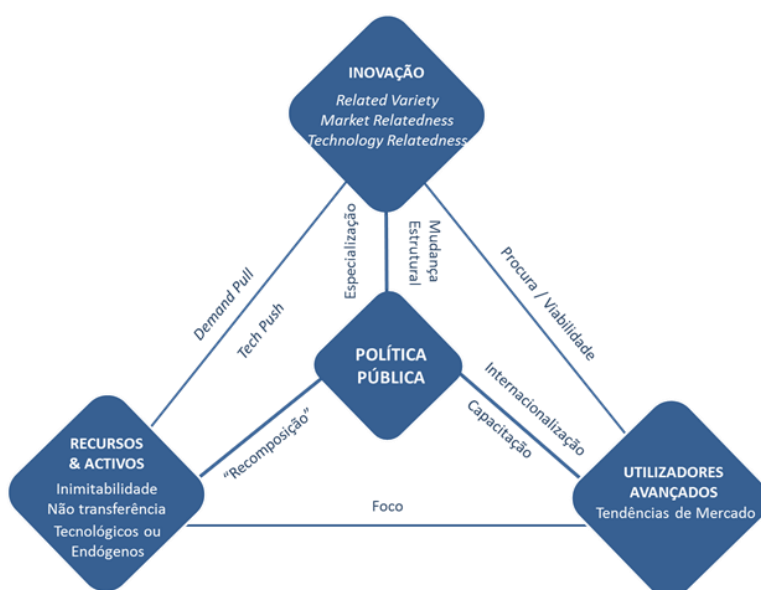 INOVAÇÃO
Related Variety
Market Relatedness
Technology Relatedness
Demand Pull
Tech Push
Especialização
Mudança
Estrutural
Procura / Viabilidade
POLÍTICA
PÚBLICA
"Recomposição"
Internacionalização
Capacitação
RECURSOS
& ACTIVOS
Inimitabilidade
Não transferência
Tecnológicos ou
Endógenos
Foco
UTILIZADORES
AVANÇADOS
Tendências de Mercado